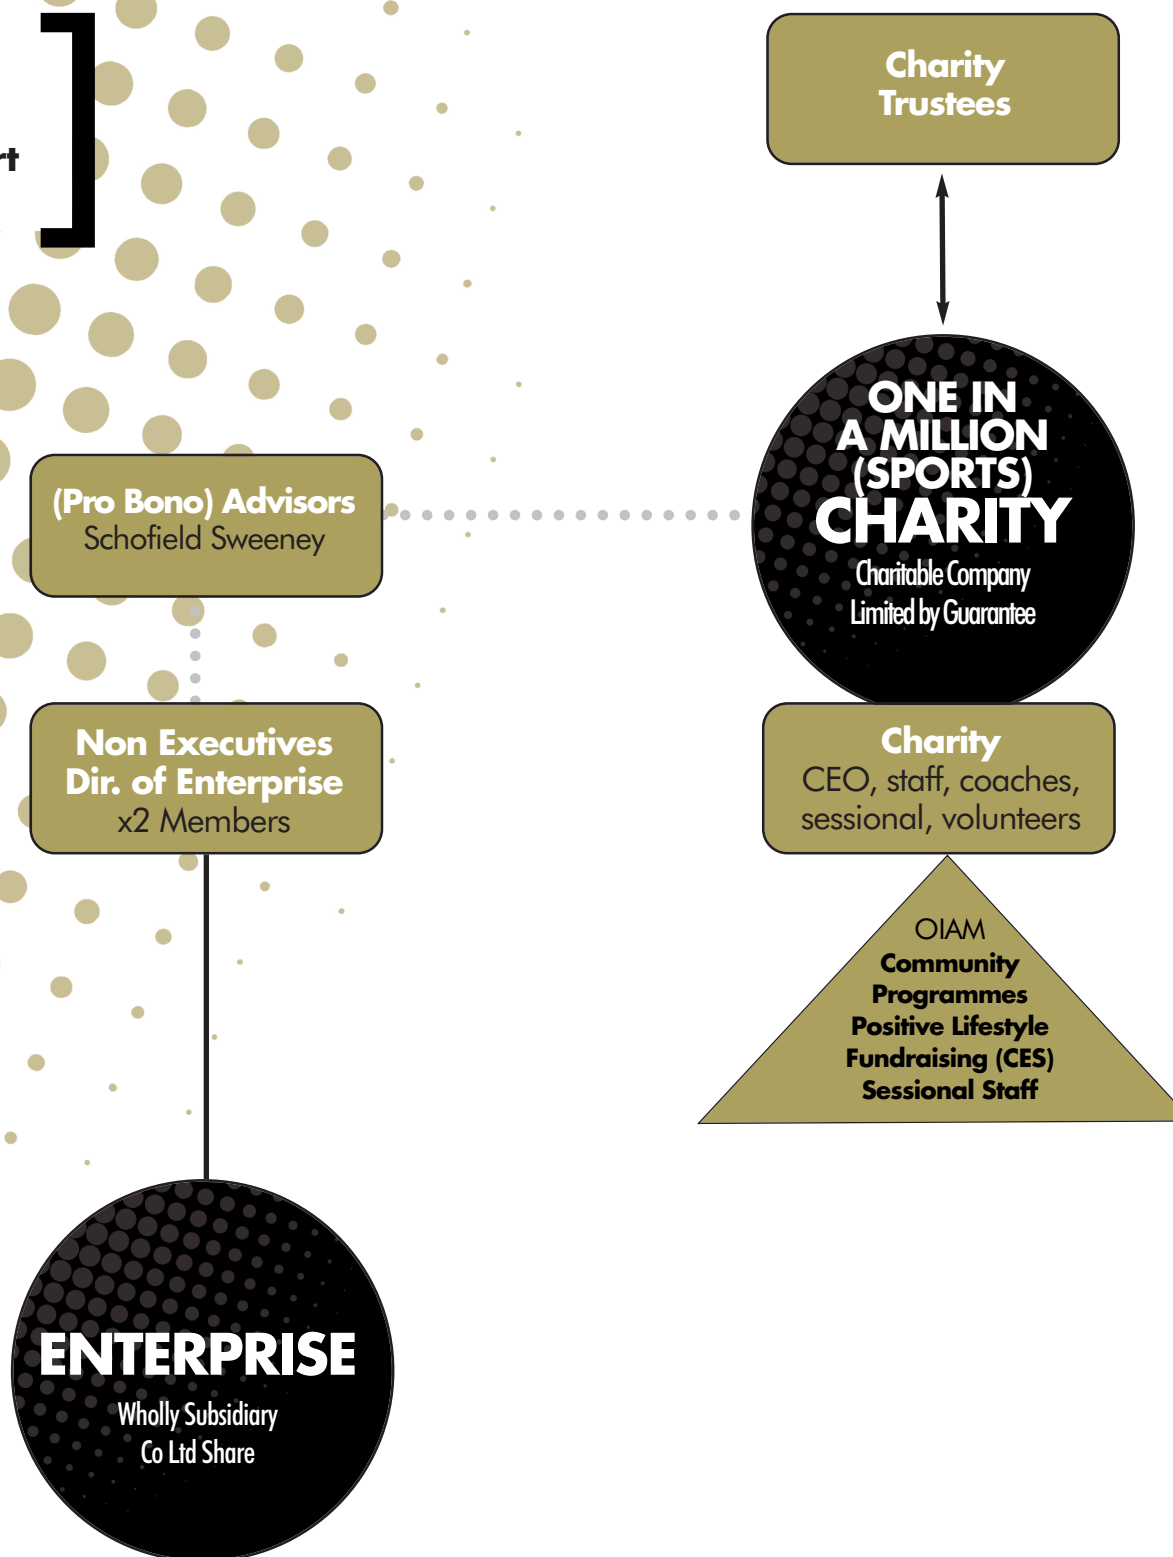 Charity
Trustees
ONE IN
A MILLION
(SPORTS)
CHARITY
Charitable Company
Limited by Guarantee
(Pro Bono) Advisors
Schofield Sweeney
Non Executives
Dir. of Enterprise
x2 Members
Charity
CEO, staff, coaches,
sessional, volunteers
OIAM
Community
Programmes
Positive Lifestyle
Fundraising (CES)
Sessional Staff
ENTERPRISE
Wholly Subsidiary
Co Ltd Share